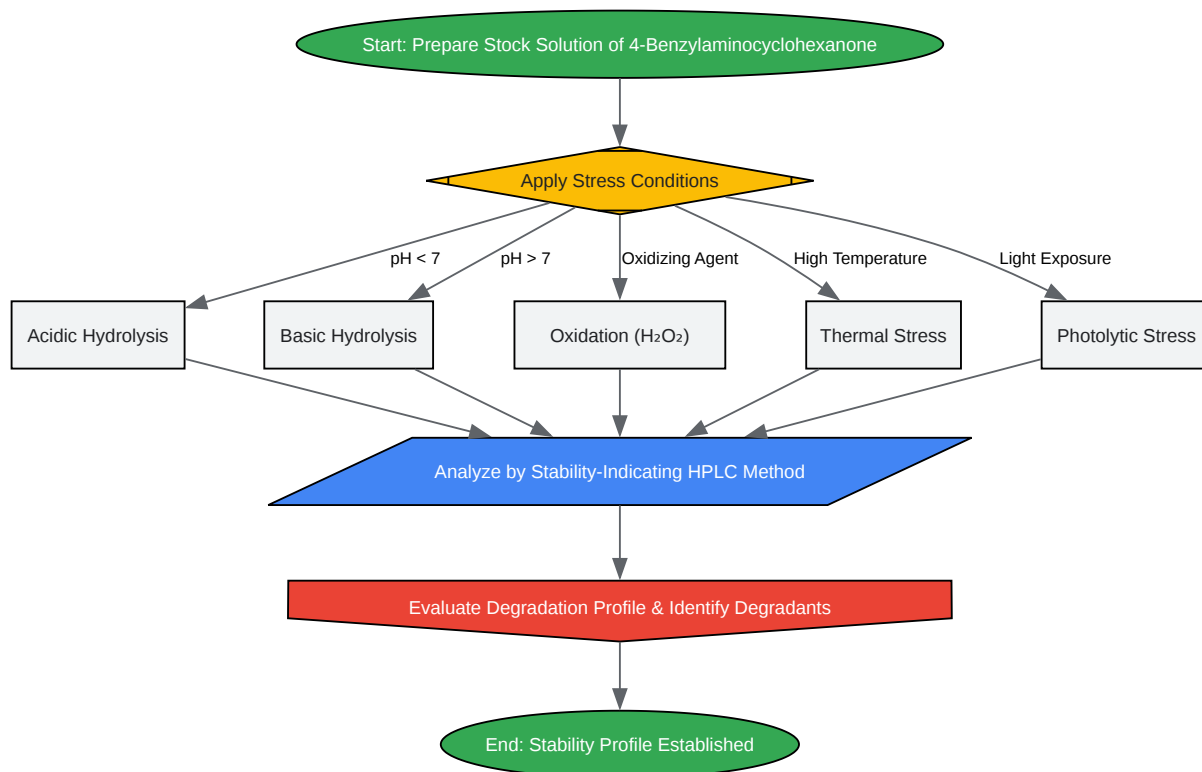 Start: Prepare Stock Solution of 4-Benzylaminocyclohexanone
Apply Stress Conditions
pH < 7
pH > 7
Oxidizing Agent
High Temperature
Light Exposure
Acidic Hydrolysis
Basic Hydrolysis
Oxidation (H₂O₂)
Thermal Stress
Photolytic Stress
Analyze by Stability-Indicating HPLC Method
Evaluate Degradation Profile & Identify Degradants
End: Stability Profile Established